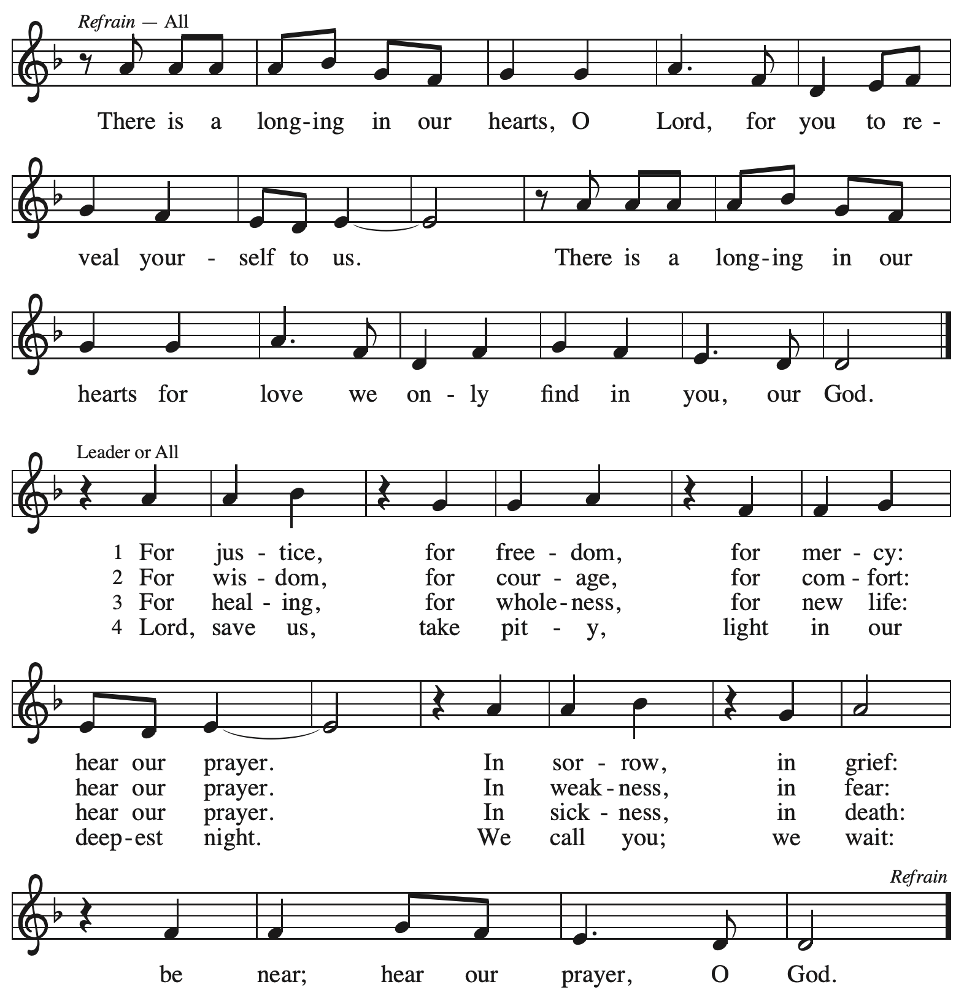 Refrain — All
There is a long-ing in our hearts, O Lord, for you to re -
veal your - self to us. There is a long-ing in our
hearts for love we on - ly find in you, our God.
Leader or All
1 For jus - tice, for free - dom, for mer - cy:
2 For wis - dom, for cour - age, for com - fort:
3 For heal - ing, for whole - ness, for new life:
4 Lord, save us, take pit - y, light in our
hear our prayer. In sor - row, in grief:
hear our prayer. In weak - ness, in fear:
hear our prayer. In sick - ness, in death:
deep - est night. We call you; we wait:
Refrain
be near; hear our prayer, O God.